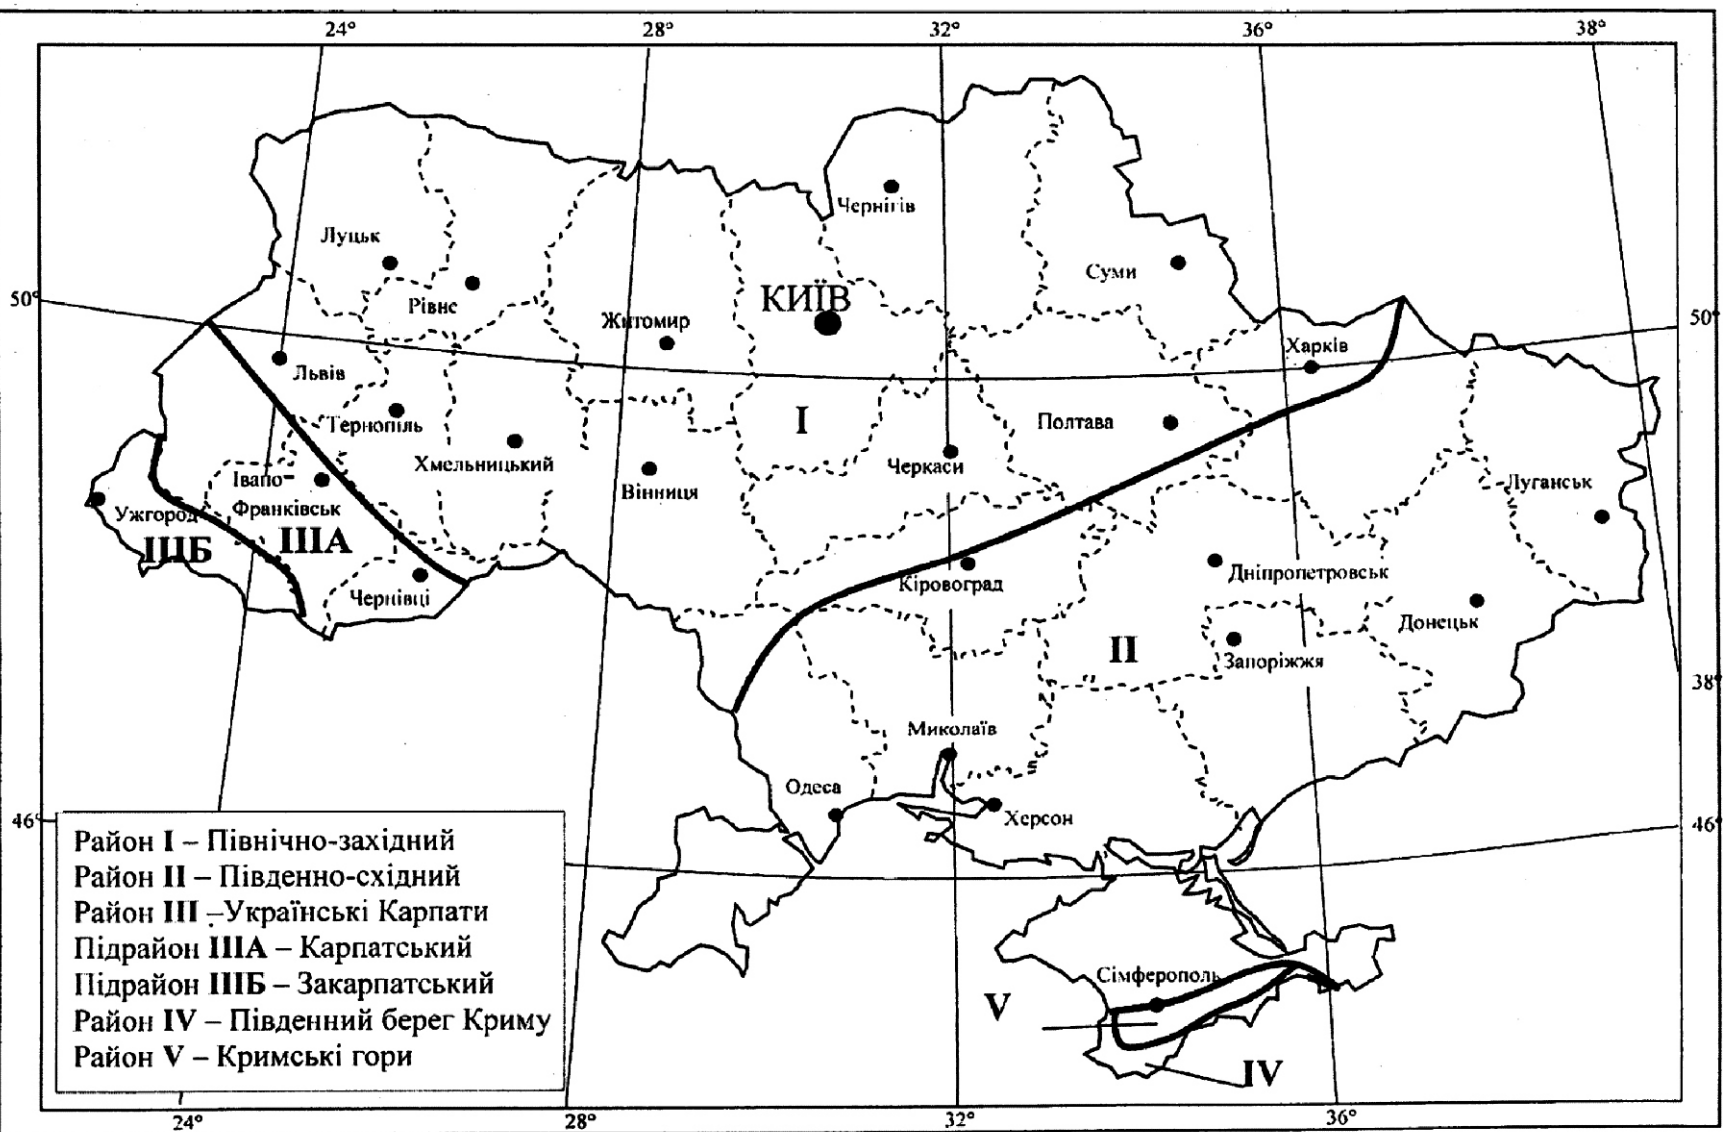 24° 28° 32° 36° 38°
Чернігів
Луцьк
Суми
50° Рівне КИЇВ 50°
Житомир
Харків
Львів
Тернопіль I Полтава
Хмельницький Черкаси
Івано-
Вінниця Луганськ
Ужгород Франківськ
IIIБ IIIА
Кіровоград Дніпропетровськ
Чернівці
Донецьк
II Запоріжжя
38°
Миколаїв
Одеса
46° Херсон 46°
Район I – Північно-західний
Район II – Південно-східний
Район III –Українські Карпати
Підрайон IIIА – Карпатський
Підрайон IIIБ – Закарпатський
Район IV – Південний берег Криму
Район V – Кримські гори
Сімферополь
V
IV
24° 28° 32° 36°